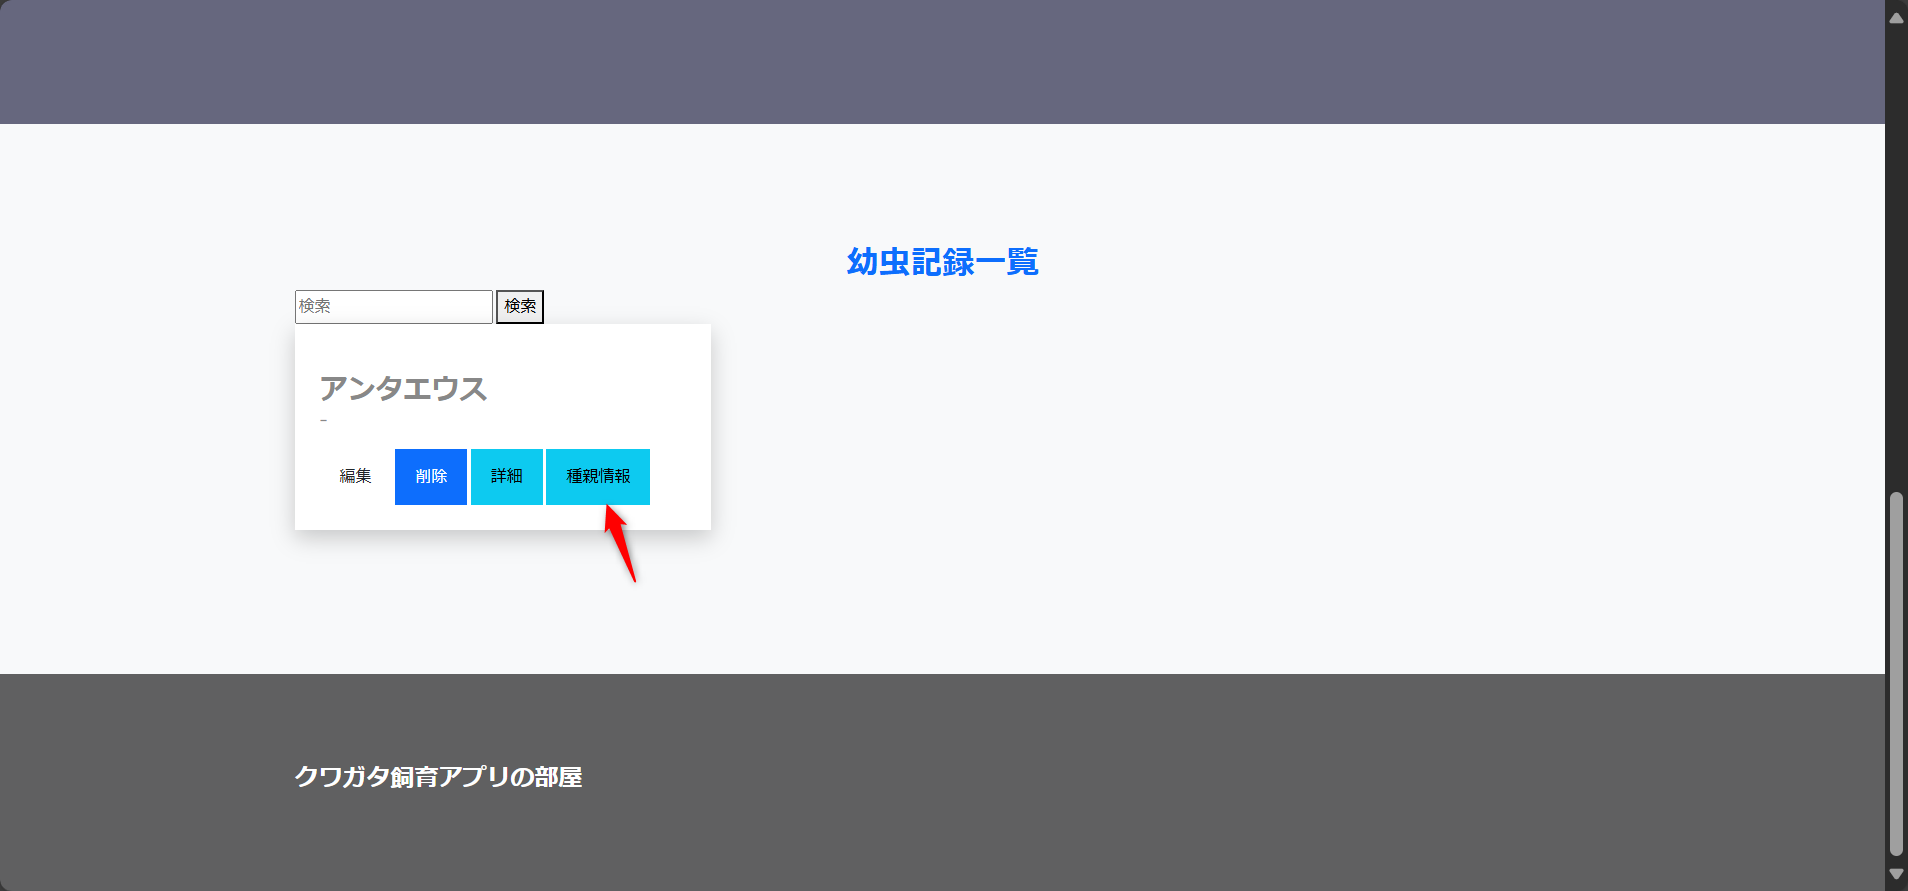 幼虫記録一覧
検索 検索
アンタエウス
-
編集 削除 詳細 種親情報
クワガタ飼育アプリの部屋